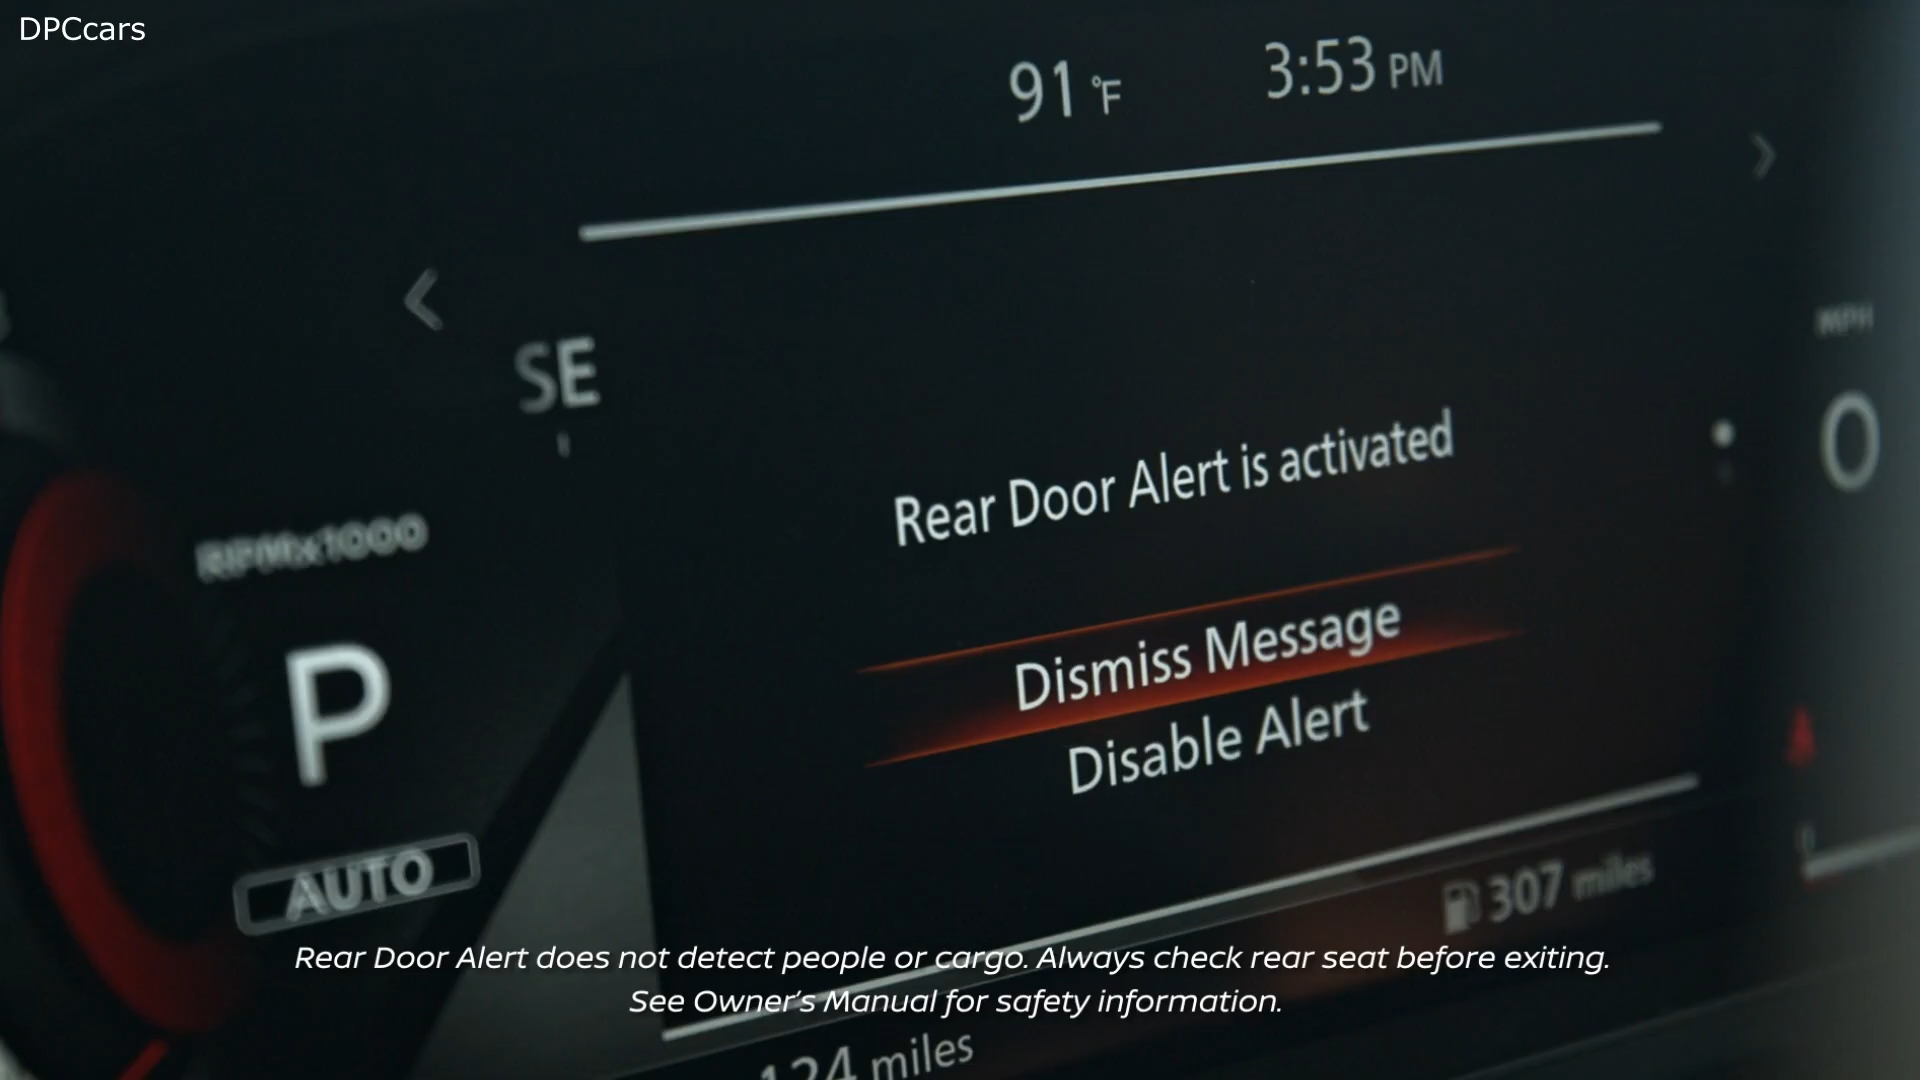 DPCcars
91 °F 3:53 PM
SE
MPH
0
RPMx1000
P
AUTO
Rear Door Alert is activated
Dismiss Message
Disable Alert
307 miles
Rear Door Alert does not detect people or cargo. Always check rear seat before exiting.
See Owner's Manual for safety information.
124 miles